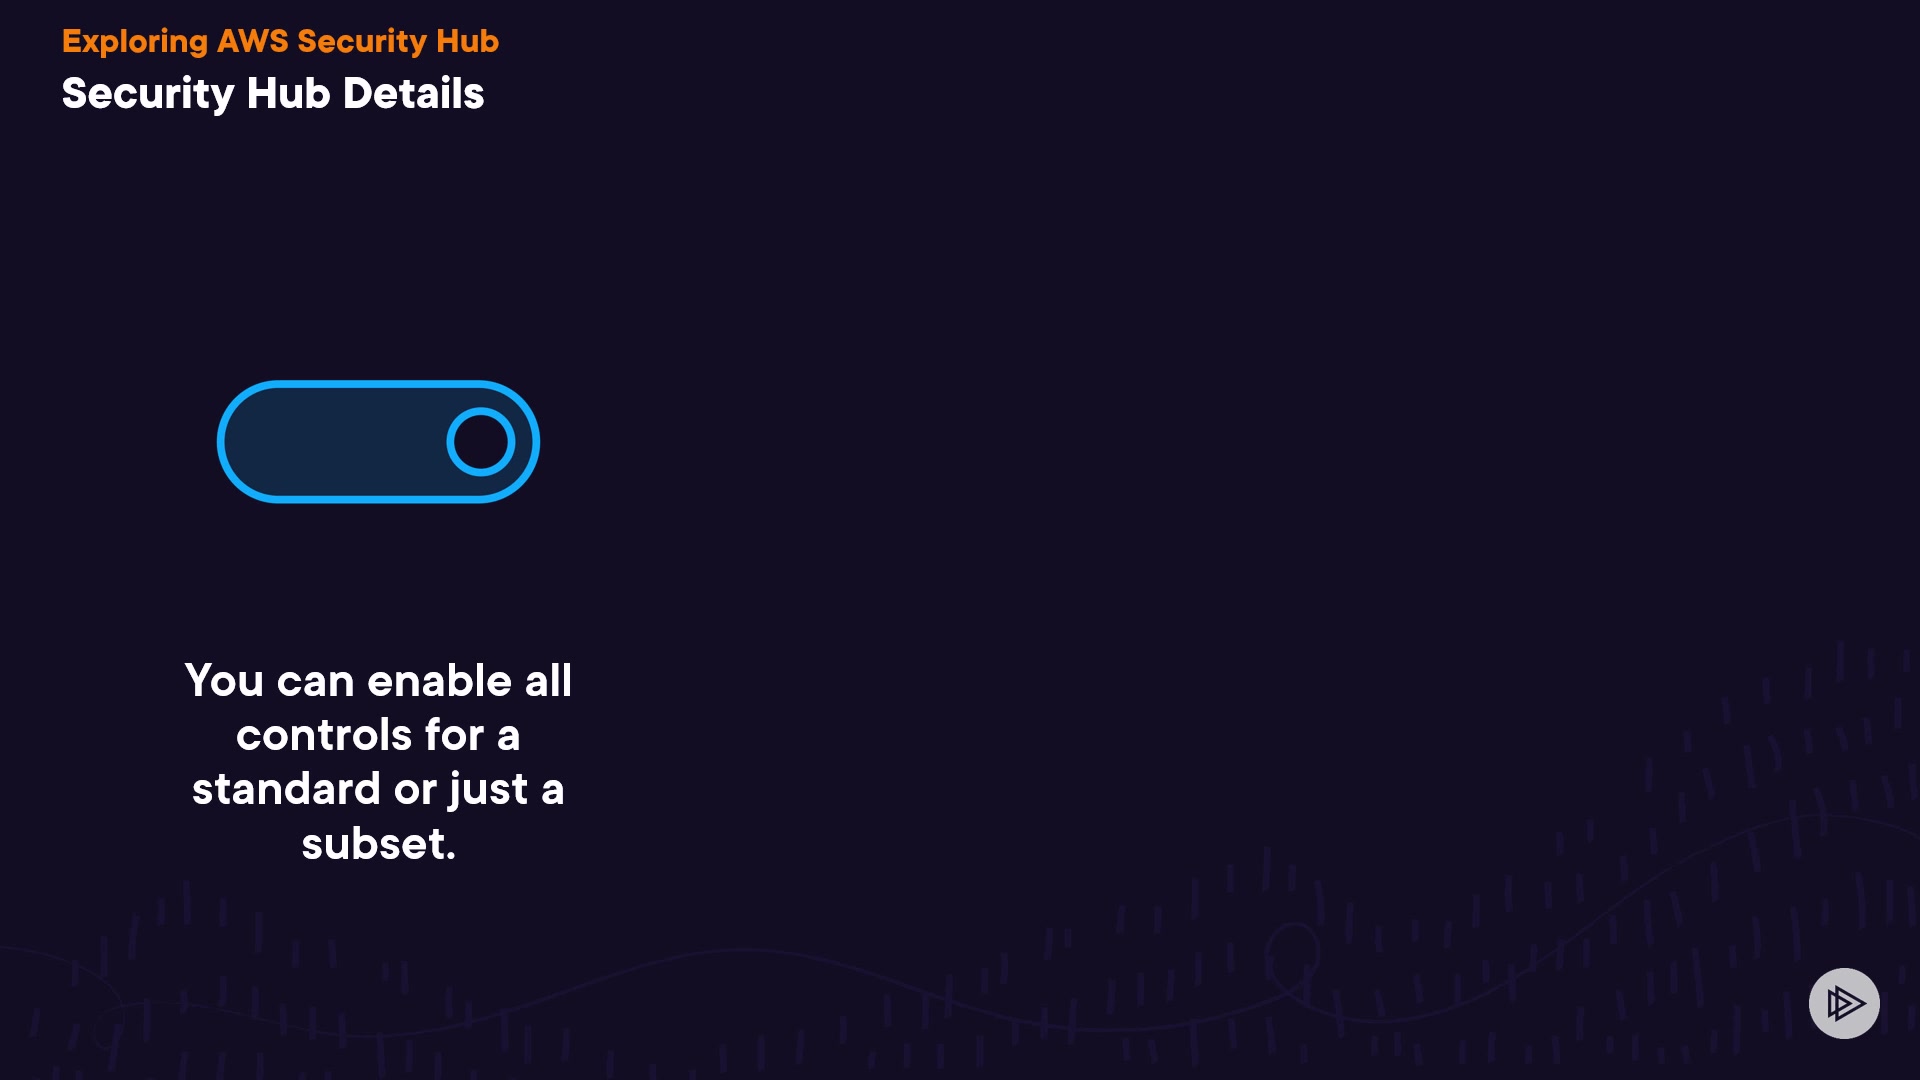 Exploring AWS Security Hub
Security Hub Details
You can enable all
controls for a
standard or just a
subset.